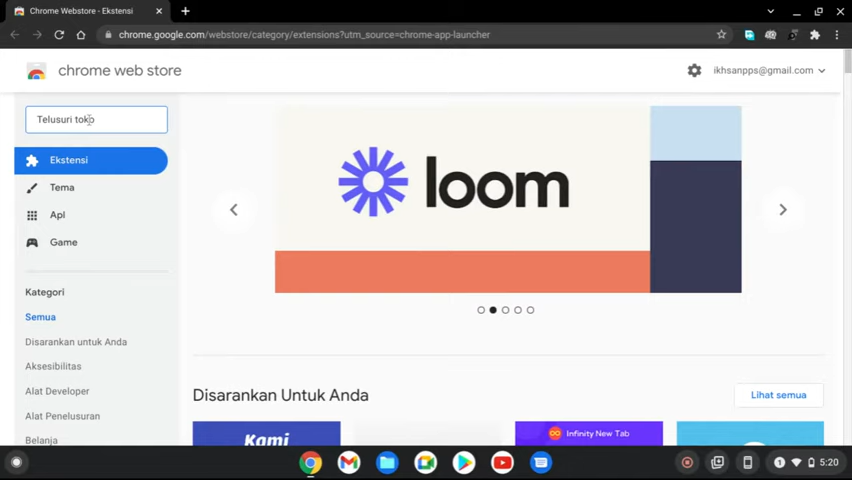 Chrome Webstore - Ekstensi
chrome.google.com/webstore/category/extensions?utm_source=chrome-app-launcher
chrome web store
ikhsanpps@gmail.com
Telusuri toko
Ekstensi
Tema
Apl
Game
Kategori
Semua
Disarankan untuk Anda
Aksesibilitas
Alat Developer
Alat Penelusuran
Belanja
loom
Disarankan Untuk Anda
Lihat semua
Kami
Infinity New Tab
1
5:20